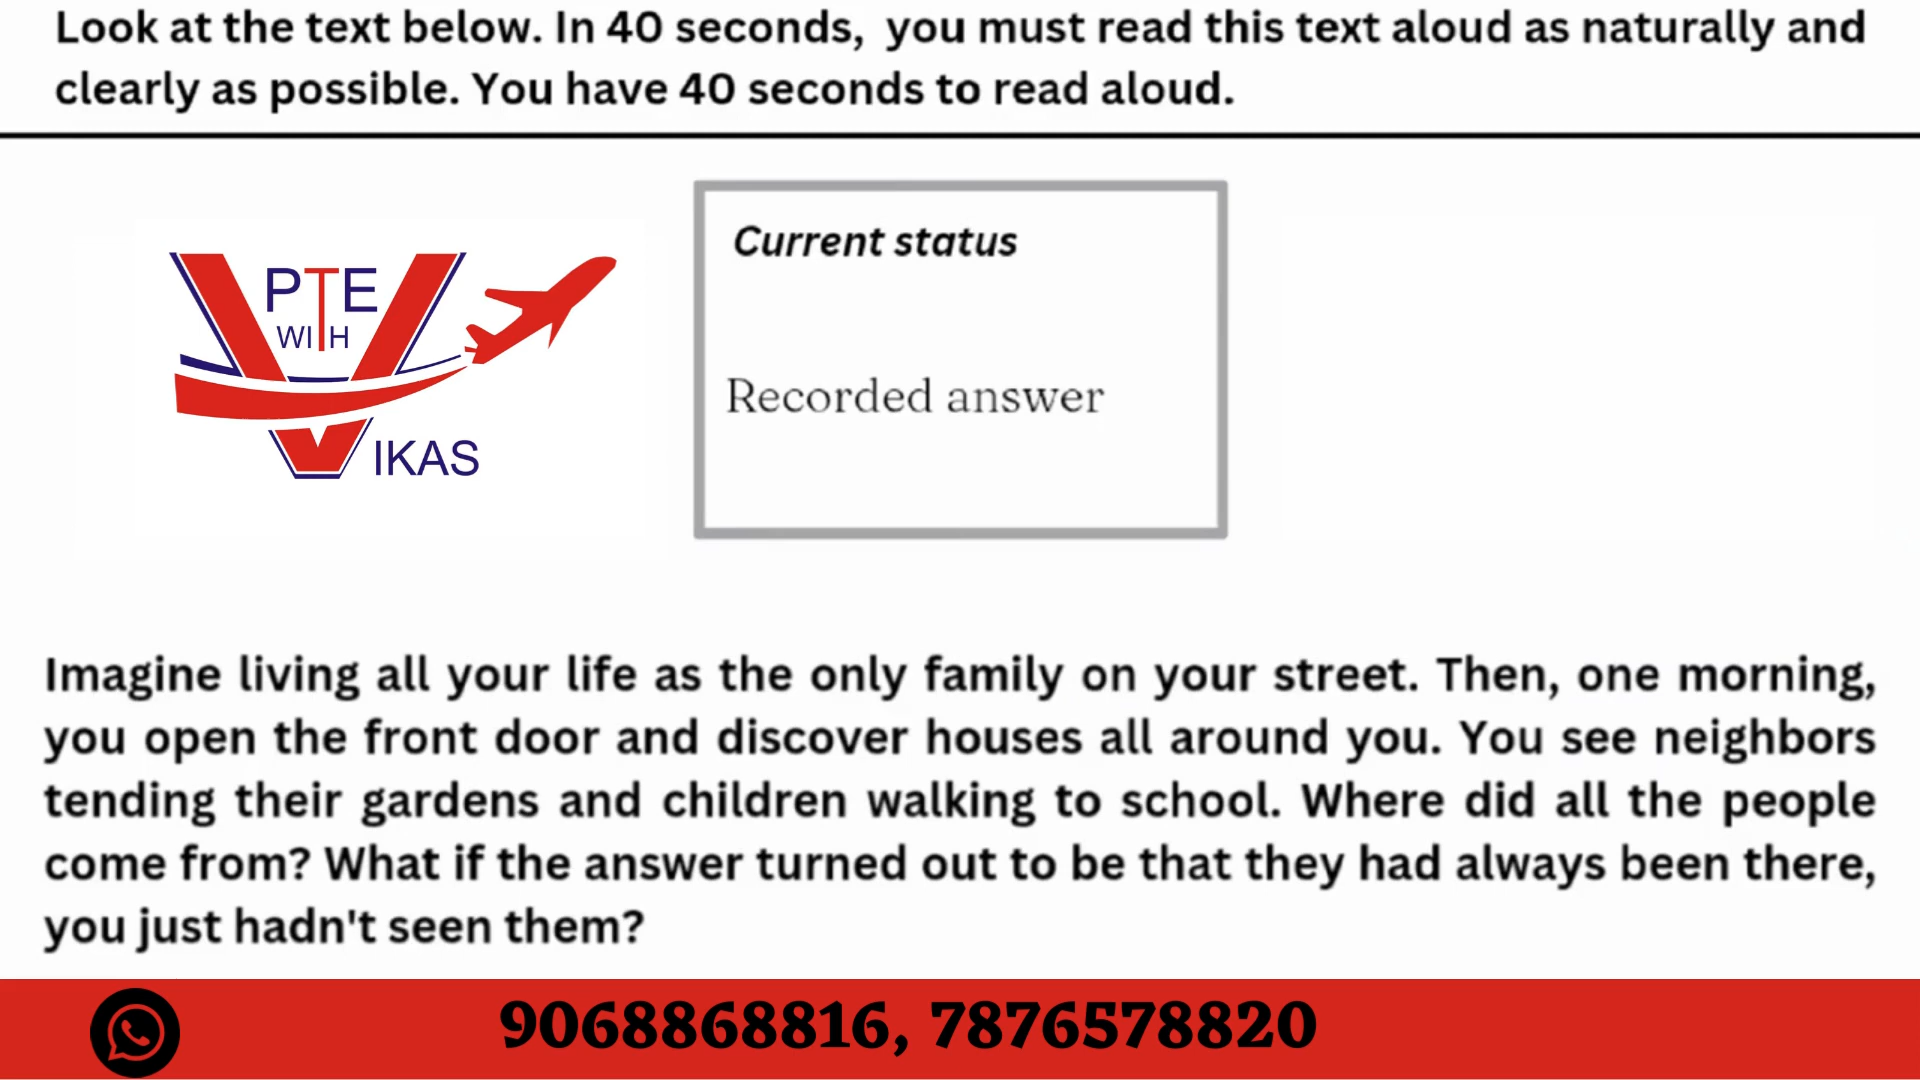 Look at the text below. In 40 seconds, you must read this text aloud as naturally and
clearly as possible. You have 40 seconds to read aloud.
PTE
WITH
VIKAS
Current status
Recorded answer
Imagine living all your life as the only family on your street. Then, one morning,
you open the front door and discover houses all around you. You see neighbors
tending their gardens and children walking to school. Where did all the people
come from? What if the answer turned out to be that they had always been there,
you just hadn't seen them?
9068868816, 7876578820